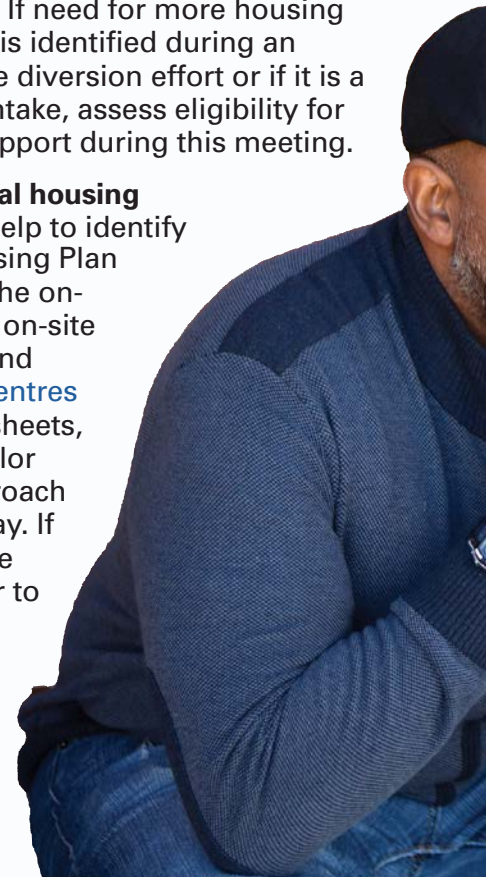 If need for more housing
is identified during an
e diversion effort or if it is a
ntake, assess eligibility for
pport during this meeting.
al housing
elp to identify
sing Plan
he on-
on-site
nd
entres
sheets,
lor
roach
ay. If
e
r to